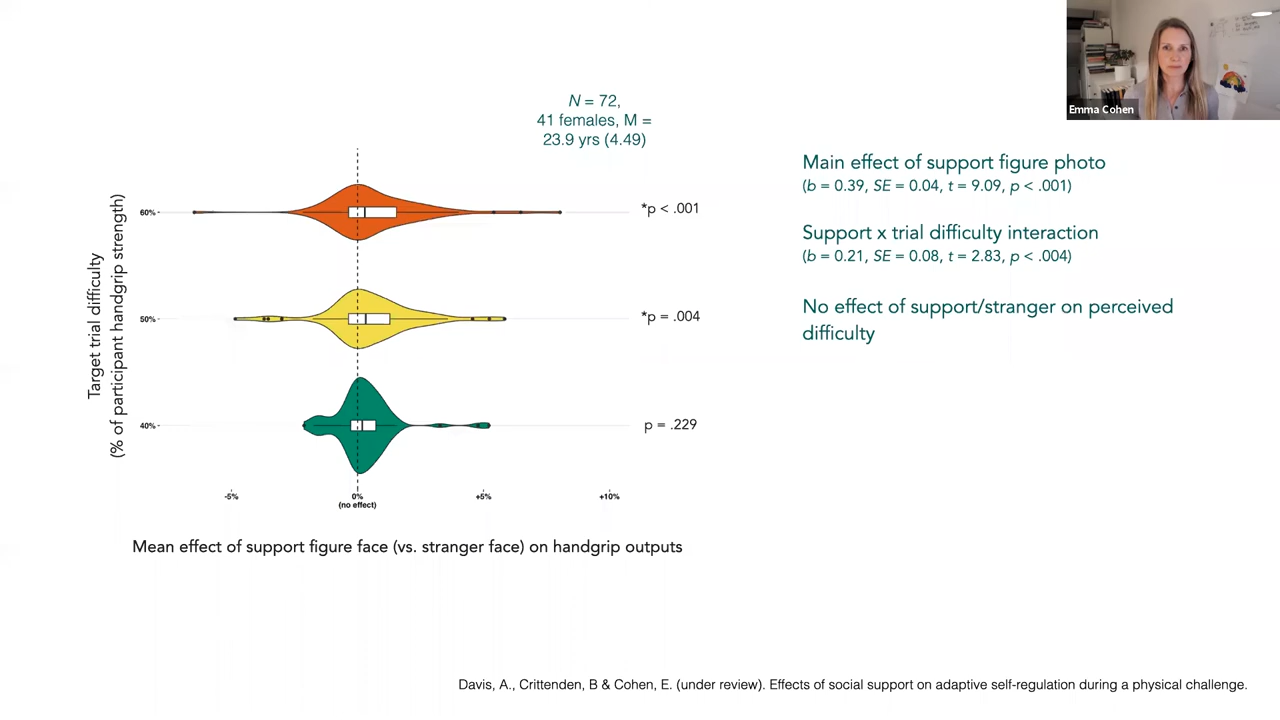 Emma Cohen
N = 72,
41 females, M =
23.9 yrs (4.49)
Target trial difficulty
(% of participant handgrip strength)
60%
*p < .001
50%
*p = .004
40%
p = .229
-5%
0%
+5%
+10%
(no effect)
Mean effect of support figure face (vs. stranger face) on handgrip outputs
Main effect of support figure photo
(b = 0.39, SE = 0.04, t = 9.09, p < .001)
Support x trial difficulty interaction
(b = 0.21, SE = 0.08, t = 2.83, p < .004)
No effect of support/stranger on perceived
difficulty
Davis, A., Crittenden, B & Cohen, E. (under review). Effects of social support on adaptive self-regulation during a physical challenge.